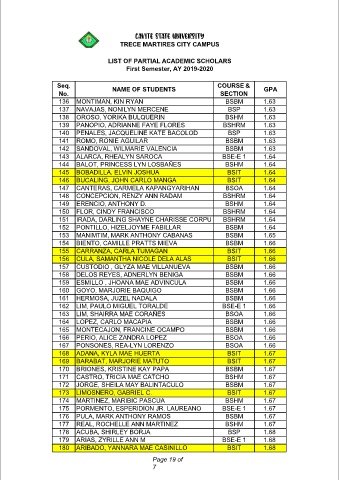 CAVITE STATE UNIVERSITY
TRECE MARTIRES CITY CAMPUS
LIST OF PARTIAL ACADEMIC SCHOLARS
First Semester, AY 2019-2020
Seq. No. NAME OF STUDENTS COURSE & SECTION GPA
136 MONTIMAN, KIN RYAN BSBM 1.63
137 NAVAJAS, NONILYN MERCENE BSP 1.63
138 OROSO, YORIKA BULQUERIN BSHM 1.63
139 PANOPIO, ADRIANNE FAYE FLORES BSHRM 1.63
140 PENALES, JACQUELINE KATE BACOLOD BSP 1.63
141 ROMO, RONIE AGUILAR BSBM 1.63
142 SANDOVAL, WILMARIE VALENCIA BSBM 1.63
143 ALARCA, RHEALYN SAROCA BSE-E 1 1.64
144 BALOT, PRINCESS LYN LOSBAÑES BSHM 1.64
145 BOBADILLA, ELVIN JOSHUA BSIT 1.64
146 BUCALING, JOHN CARLO MANGA BSIT 1.64
147 CANTERAS, CARMELA KAPANGYARIHAN BSOA 1.64
148 CONCEPCION, RENZY ANN RADAM BSHRM 1.64
149 ERENCIO, ANTHONY D. BSHM 1.64
150 FLOR, CINDY FRANCISCO BSHRM 1.64
151 IRADA, DARLING SHAYNE CHARISSE CORPU BSHRM 1.64
152 PONTILLO, HIZELJOYME FABILLAR BSBM 1.64
153 MANIMTIM, MARK ANTHONY CABANAS BSBM 1.65
154 BIENTO, CAMILLE PRATTS MIEVA BSBM 1.66
155 CARRANZA, CARLA TUMAGAN BSIT 1.66
156 CULA, SAMANTHA NICOLE DELA ALAS BSIT 1.66
157 CUSTODIO , GLYZA MAE VILLANUEVA BSBM 1.66
158 DELOS REYES, ADNERLYN BENIGA BSBM 1.66
159 ESMILLO , JHOANA MAE ADVINCULA BSBM 1.66
160 GOYO, MARJORIE BAQUIGO BSBM 1.66
161 HERMOSA, JUZEL NADALA BSBM 1.66
162 LIM, PAULO MIGUEL TORALDE BSE-E 1 1.66
163 LIM, SHAIRRA MAE CORAÑES BSOA 1.66
164 LOPEZ, CARLO MACAPIA BSBM 1.66
165 MONTECAJON, FRANCINE OCAMPO BSBM 1.66
166 PERIO, ALICE ZANDRA LOPEZ BSOA 1.66
167 PONSONES, REA-LYN LORENZO BSOA 1.66
168 ADANA, KYLA MAE HUERTA BSIT 1.67
169 BARABAT, MARJORIE MATUTO BSIT 1.67
170 BRIONES, KRISTINE KAY PAPA BSBM 1.67
171 CASTRO, TRICIA MAE CATCHO BSHM 1.67
172 JORGE, SHEILA MAY BALINTACULO BSBM 1.67
173 LIMOSNERO, GABRIEL C. BSIT 1.67
174 MARTINEZ, MARIBIC PASCUA BSHM 1.67
175 PORMENTO, ESPERIDION JR. LAUREANO BSE-E 1 1.67
176 PULA, MARK ANTHONY RAMOS BSBM 1.67
177 REAL, ROCHELLE ANN MARTINEZ BSHM 1.67
178 ACUBA, SHIRLEY BORJA BSP 1.68
179 ARIAS, ZYRILLE ANN M BSE-E 1 1.68
180 ARIBADO, YANNARA MAE CASINILLO BSIT 1.68
Page 19 of
7